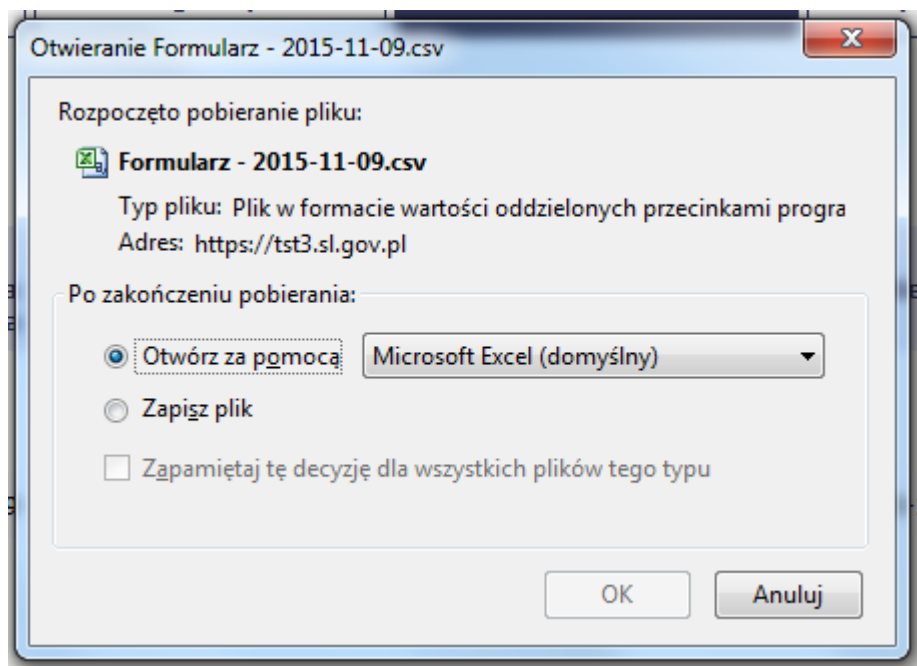 Otwieranie Formularz - 2015-11-09.csv
Rozpoczęto pobieranie pliku:
Formularz - 2015-11-09.csv
Typ pliku: Plik w formacie wartości oddzielonych przecinkami progra
Adres: https://tst3.sl.gov.pl
Po zakończeniu pobierania:
Otwórz za pomocą Microsoft Excel (domyślny)
Zapisz plik
Zapamiętaj tę decyzję dla wszystkich plików tego typu
OK Anuluj